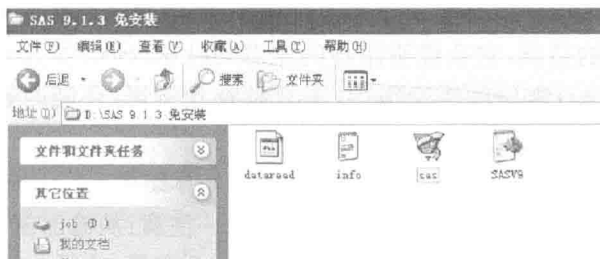 SAS 9.1.3 免安装
文件(F) 编辑(E) 查看(V) 收藏(A) 工具(T) 帮助(H)
后退 搜索 文件夹
地址(D) D:\SAS 9.1.3 免安装
文件和文件夹任务
其它位置
job (D:)
我的文档
dataread info sas SASV9